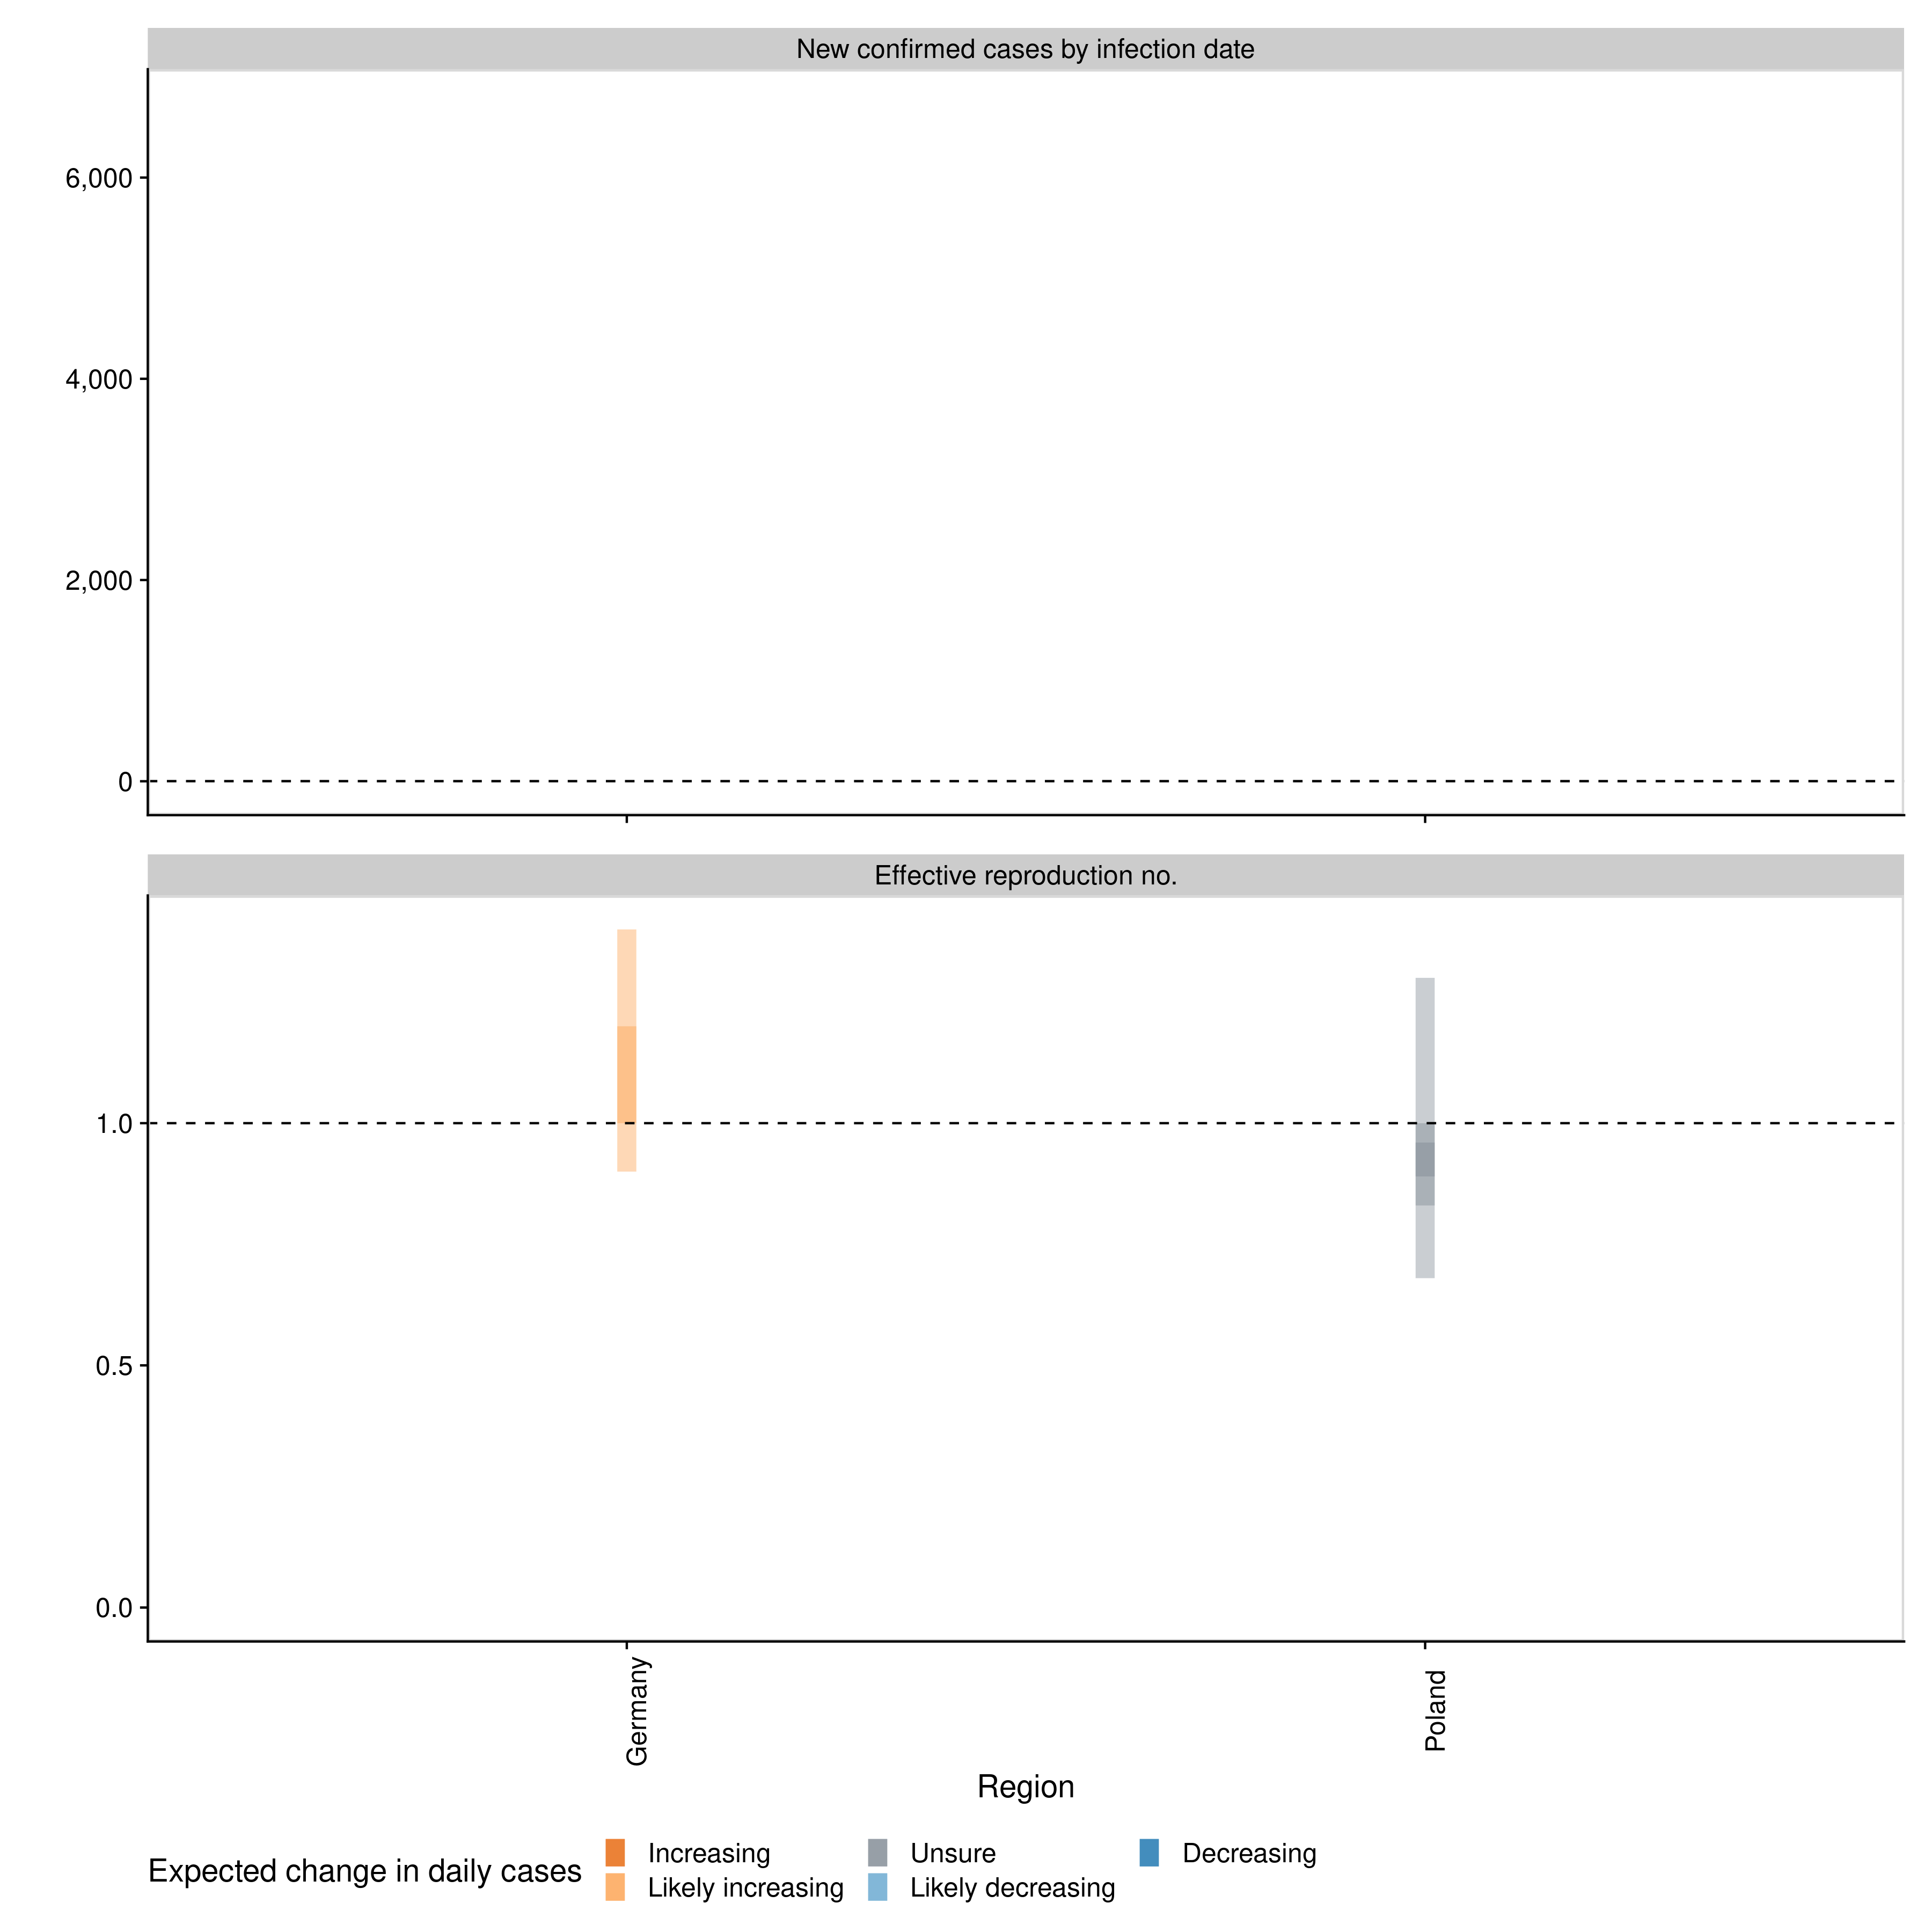 New confirmed cases by infection date
6,000
4,000
2,000
0
Effective reproduction no.
1.0
0.5
0.0
Germany
Poland
Region
Expected change in daily cases
Increasing
Unsure
Decreasing
Likely increasing
Likely decreasing